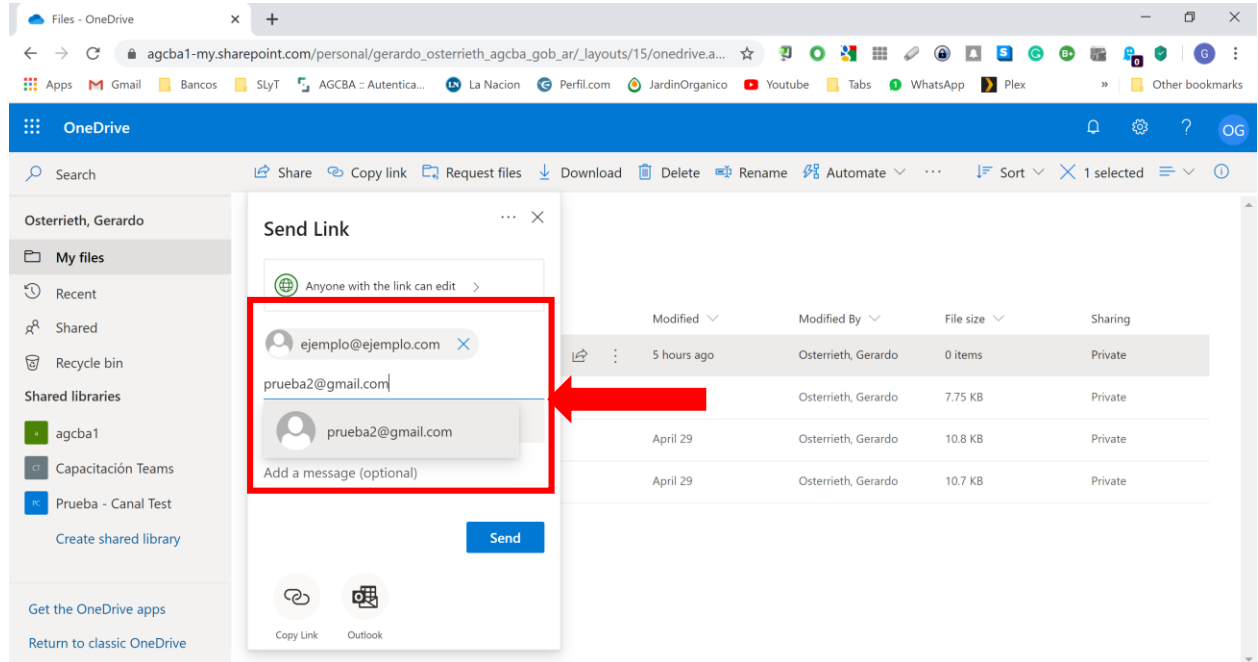 Files - OneDrive
agcba1-my.sharepoint.com/personal/gerardo_osterrieth_agcba_gob_ar/_layouts/15/onedrive.a...
Apps Gmail Bancos SLyT AGCBA :: Autentica... La Nacion Perfil.com JardinOrganico Youtube Tabs WhatsApp Plex » Other bookmarks
OneDrive
OG
Search
Share Copy link Request files Download Delete Rename Automate ... Sort 1 selected
Osterrieth, Gerardo
My files
Recent
Shared
Recycle bin
Shared libraries
agcba1
Capacitación Teams
Prueba - Canal Test
Create shared library
Get the OneDrive apps
Return to classic OneDrive
Send Link
Anyone with the link can edit
ejemplo@ejemplo.com
prueba2@gmail.com
prueba2@gmail.com
Add a message (optional)
Send
Copy Link Outlook
Modified Modified By File size Sharing
5 hours ago Osterrieth, Gerardo 0 items Private
Osterrieth, Gerardo 7.75 KB Private
April 29 Osterrieth, Gerardo 10.8 KB Private
April 29 Osterrieth, Gerardo 10.7 KB Private